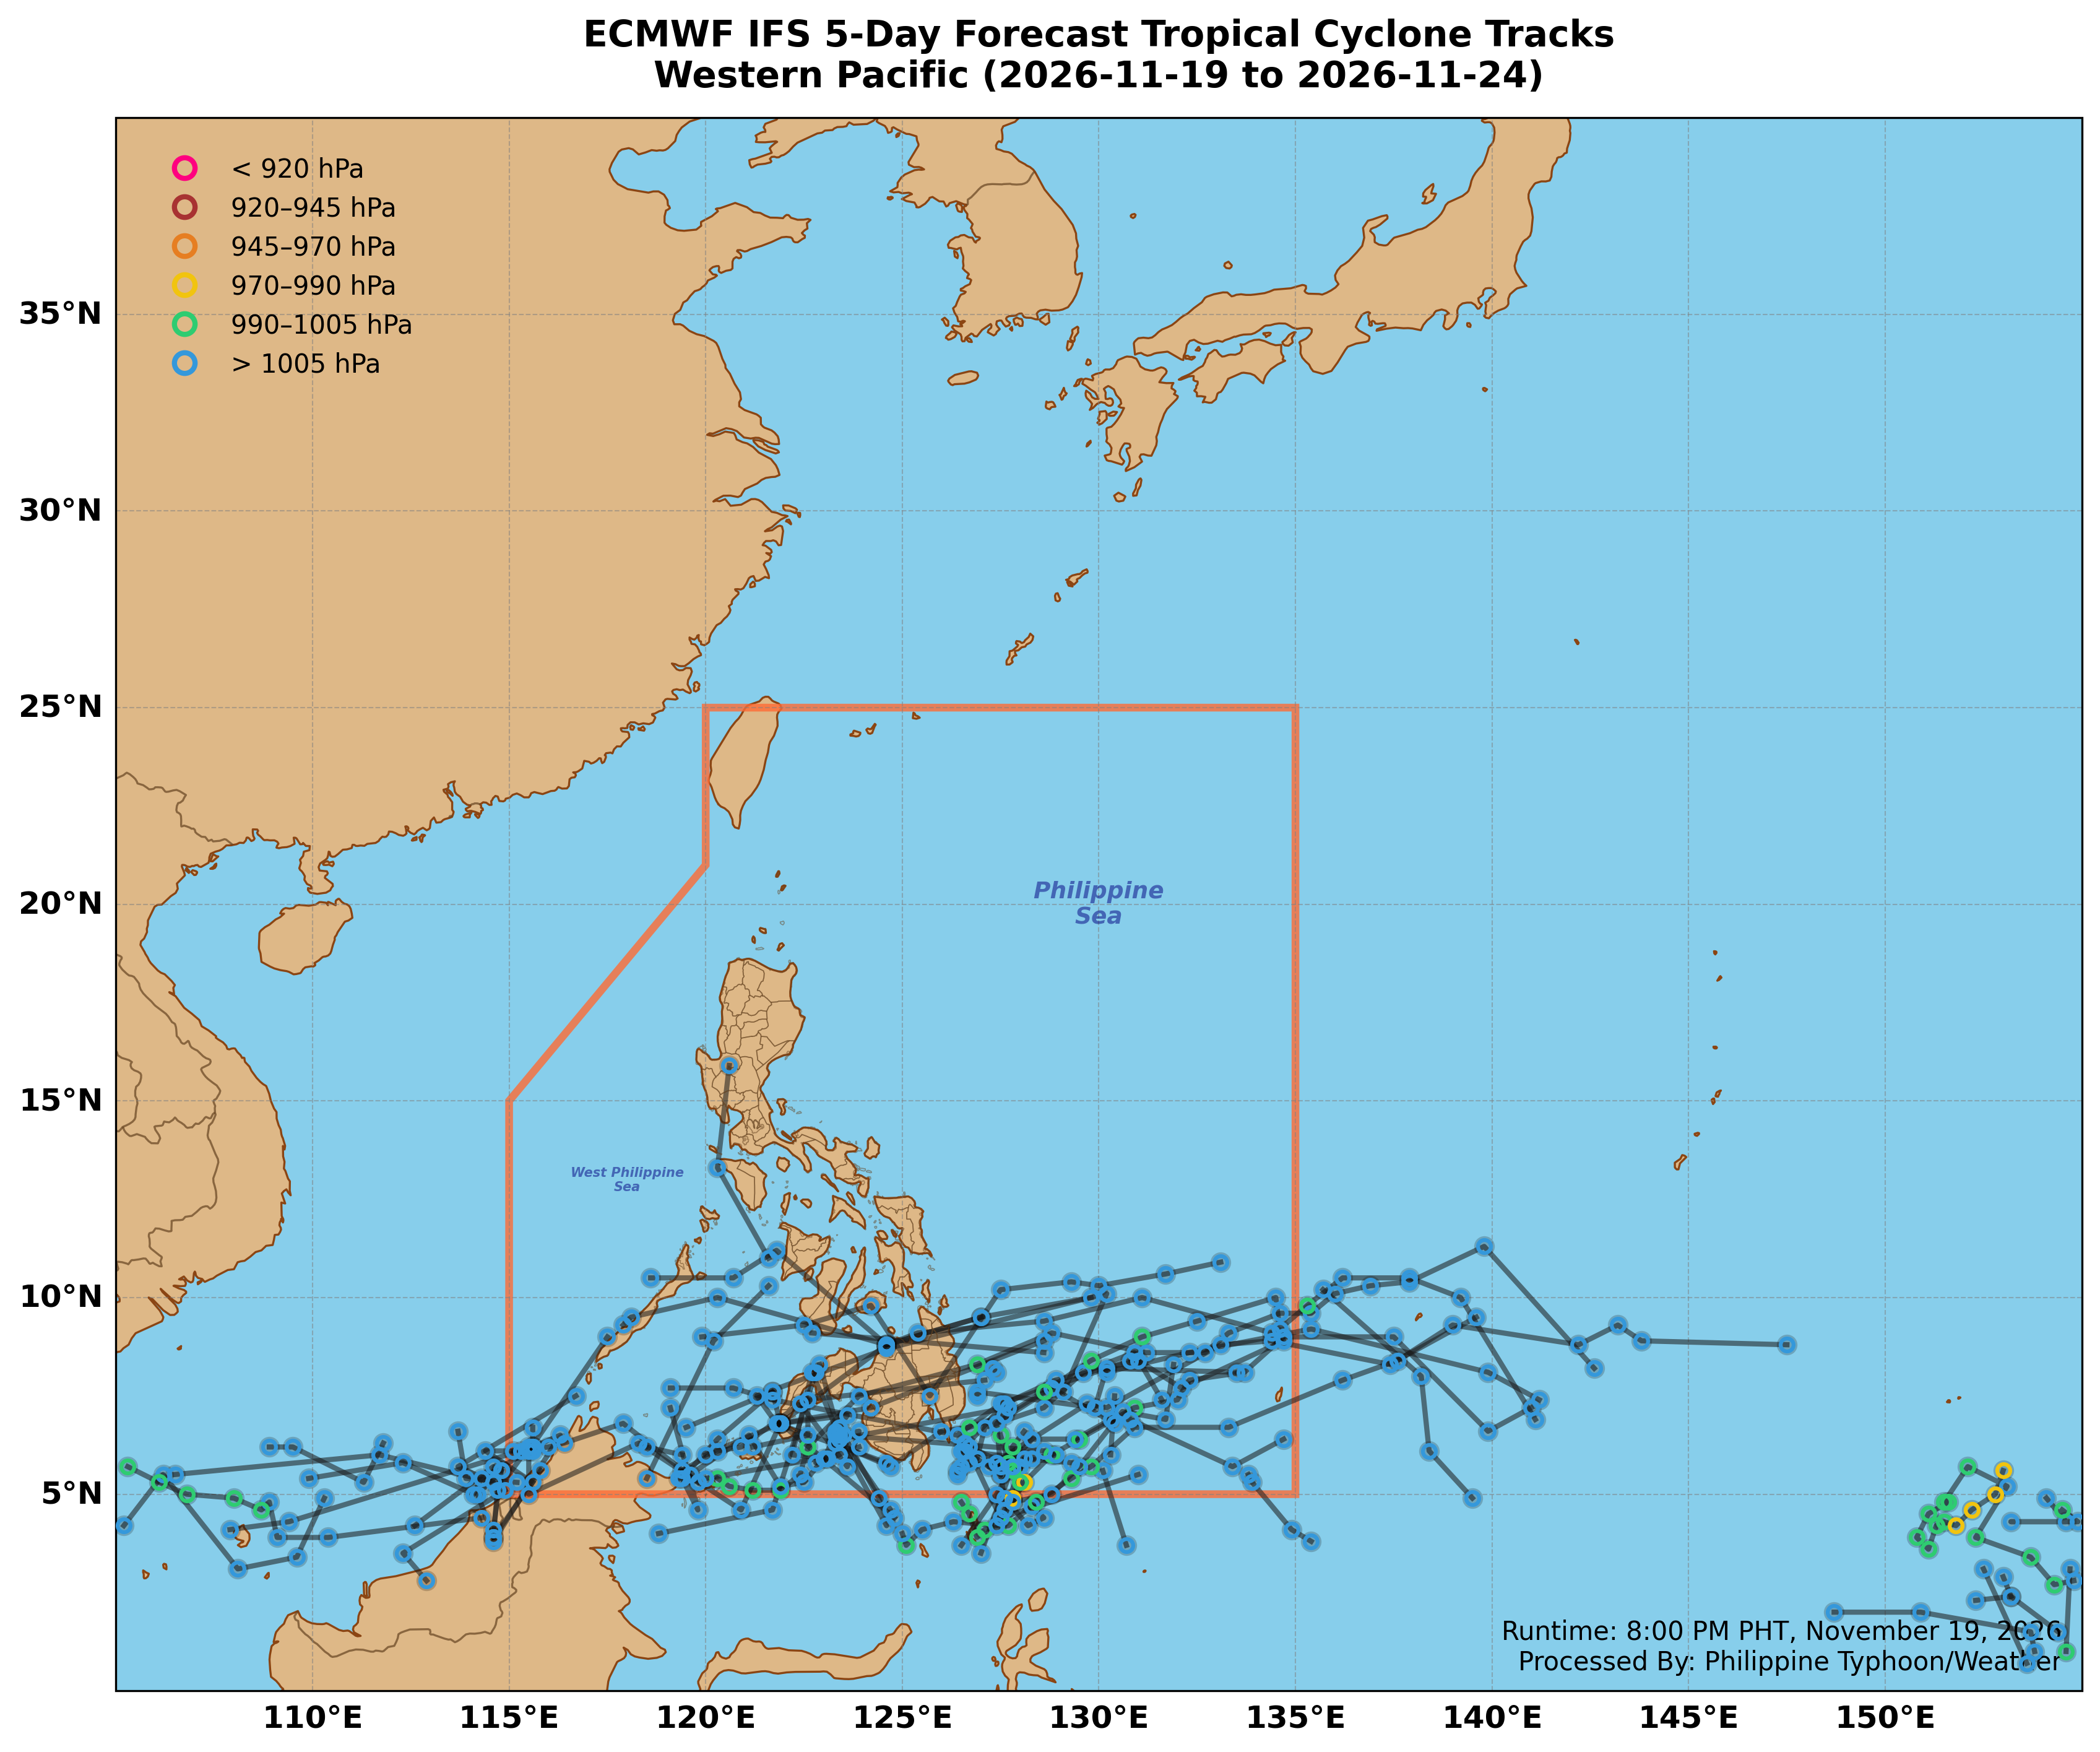 ECMWF IFS 5-Day Forecast Tropical Cyclone Tracks
Western Pacific (2026-11-19 to 2026-11-24)
< 920 hPa
920–945 hPa
945–970 hPa
970–990 hPa
990–1005 hPa
> 1005 hPa
35°N
30°N
25°N
20°N
15°N
10°N
5°N
Philippine
Sea
West Philippine
Sea
Runtime: 8:00 PM PHT, November 19, 2026
Processed By: Philippine Typhoon/Weather
110°E
115°E
120°E
125°E
130°E
135°E
140°E
145°E
150°E